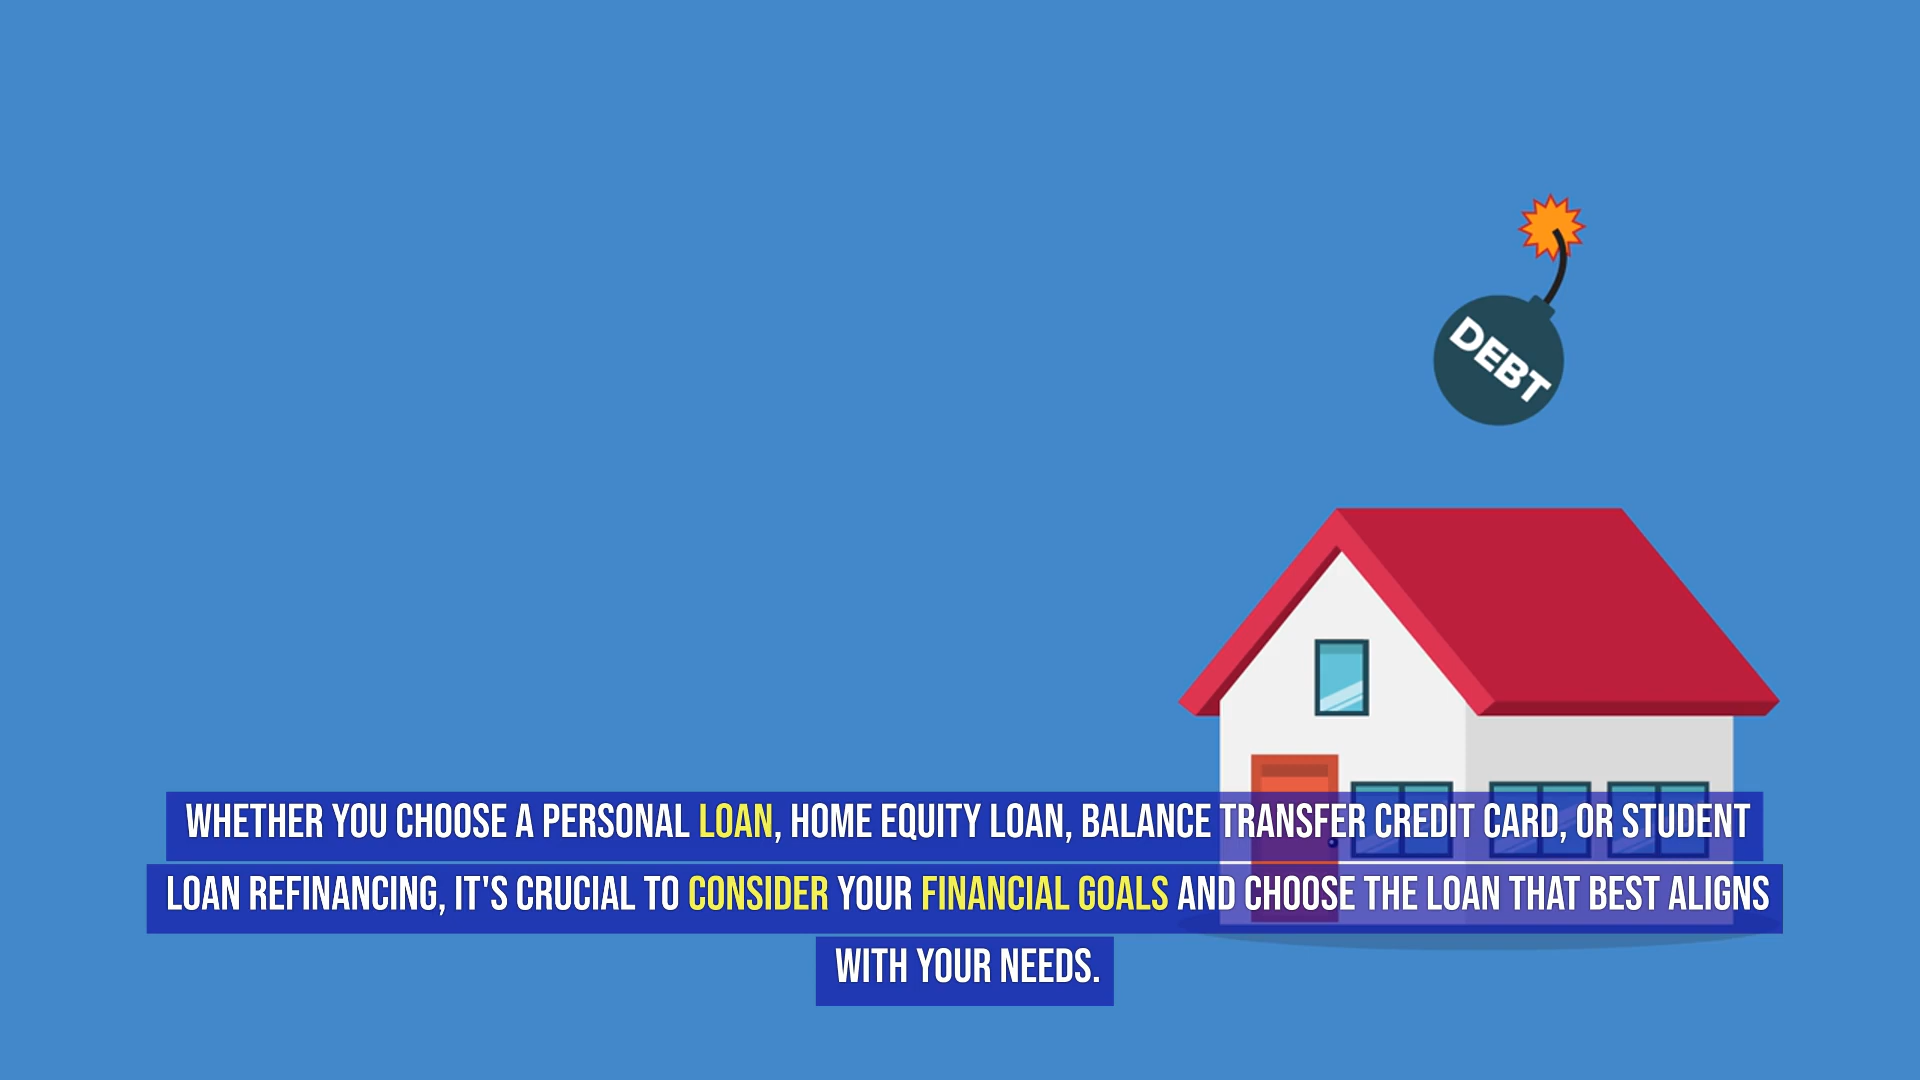 DEBT
WHETHER YOU CHOOSE A PERSONAL LOAN, HOME EQUITY LOAN, BALANCE TRANSFER CREDIT CARD, OR STUDENT
LOAN REFINANCING, IT'S CRUCIAL TO CONSIDER YOUR FINANCIAL GOALS AND CHOOSE THE LOAN THAT BEST ALIGNS
WITH YOUR NEEDS.